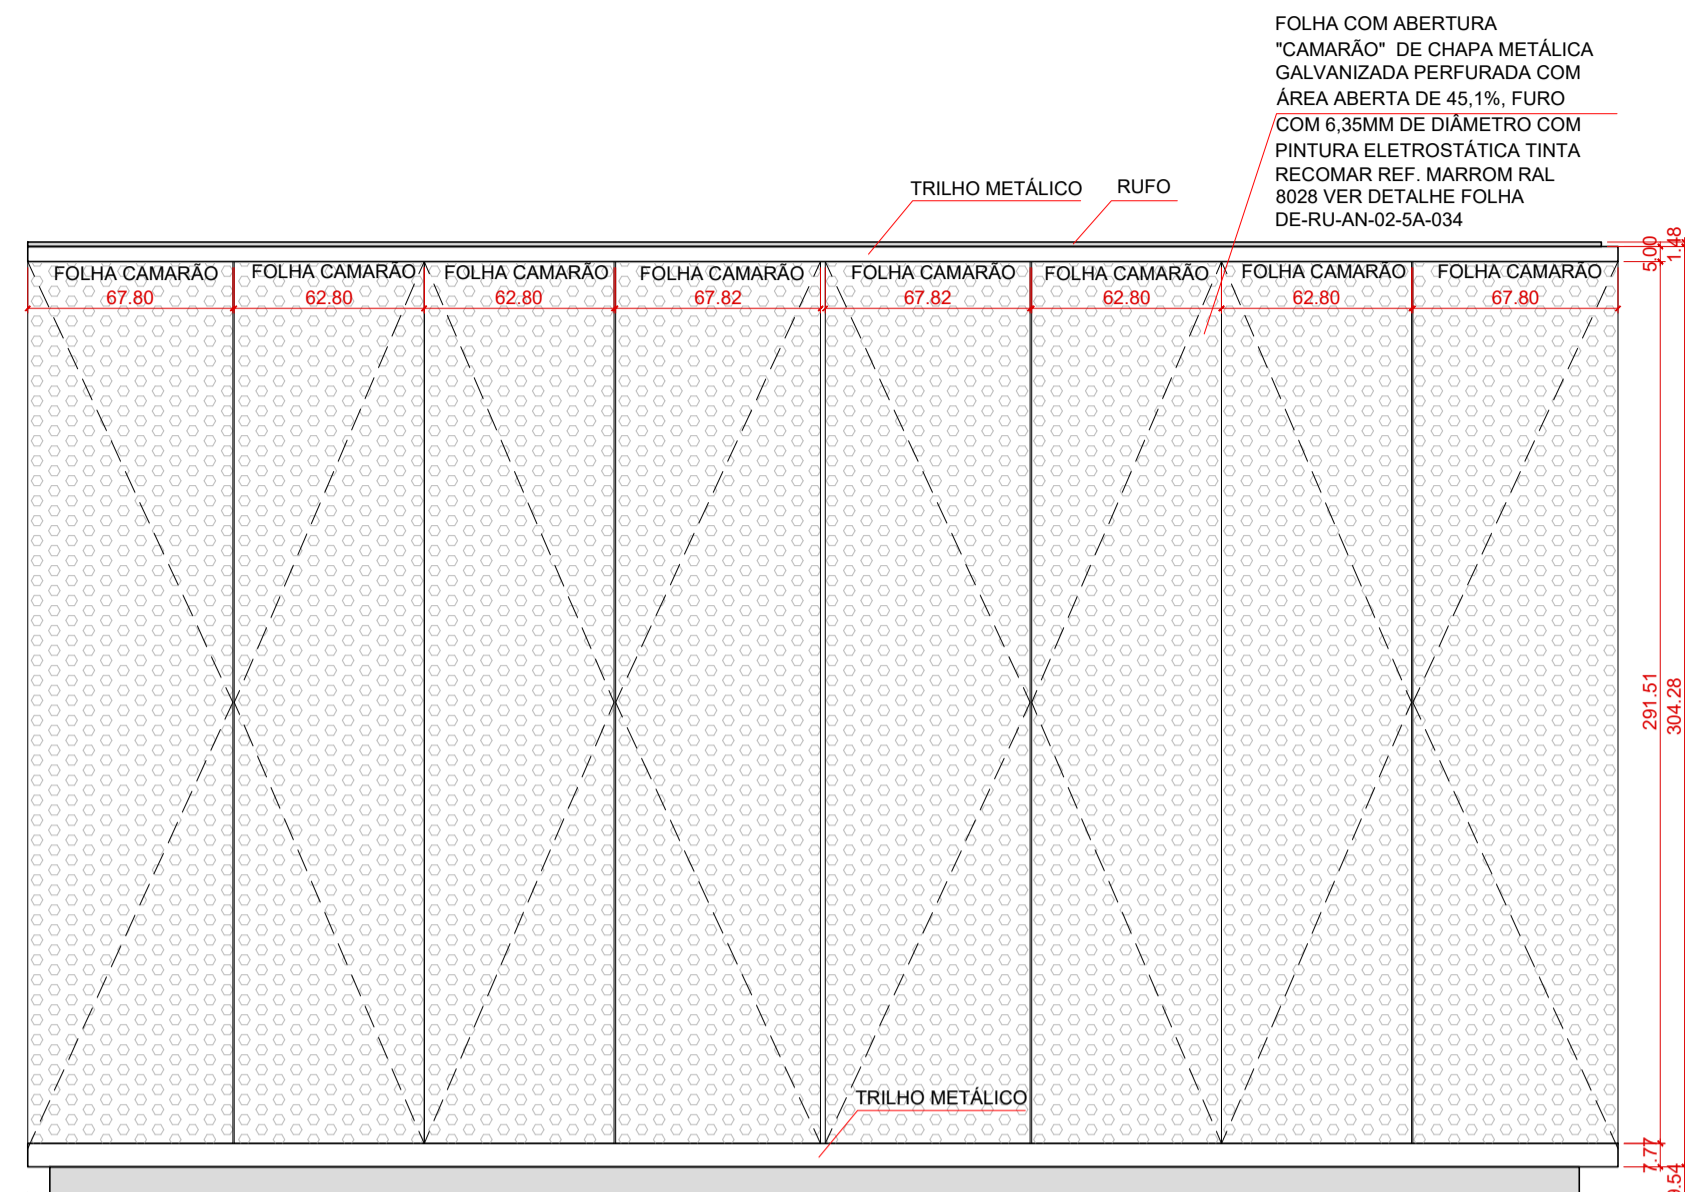 FOLHA COM ABERTURA
"CAMARÃO" DE CHAPA METÁLICA
GALVANIZADA PERFURADA COM
ÁREA ABERTA DE 45,1%, FURO
COM 6,35MM DE DIÂMETRO COM
PINTURA ELETROSTÁTICA TINTA
RECOMAR REF. MARROM RAL
8028 VER DETALHE FOLHA
DE-RU-AN-02-5A-034
TRILHO METÁLICO
RUFO
5.00
1.48
FOLHA CAMARÃO
FOLHA CAMARÃO
FOLHA CAMARÃO
FOLHA CAMARÃO
FOLHA CAMARÃO
FOLHA CAMARÃO
FOLHA CAMARÃO
FOLHA CAMARÃO
67.80
62.80
62.80
67.82
67.82
62.80
62.80
67.80
291.51
304.28
TRILHO METÁLICO
7.77